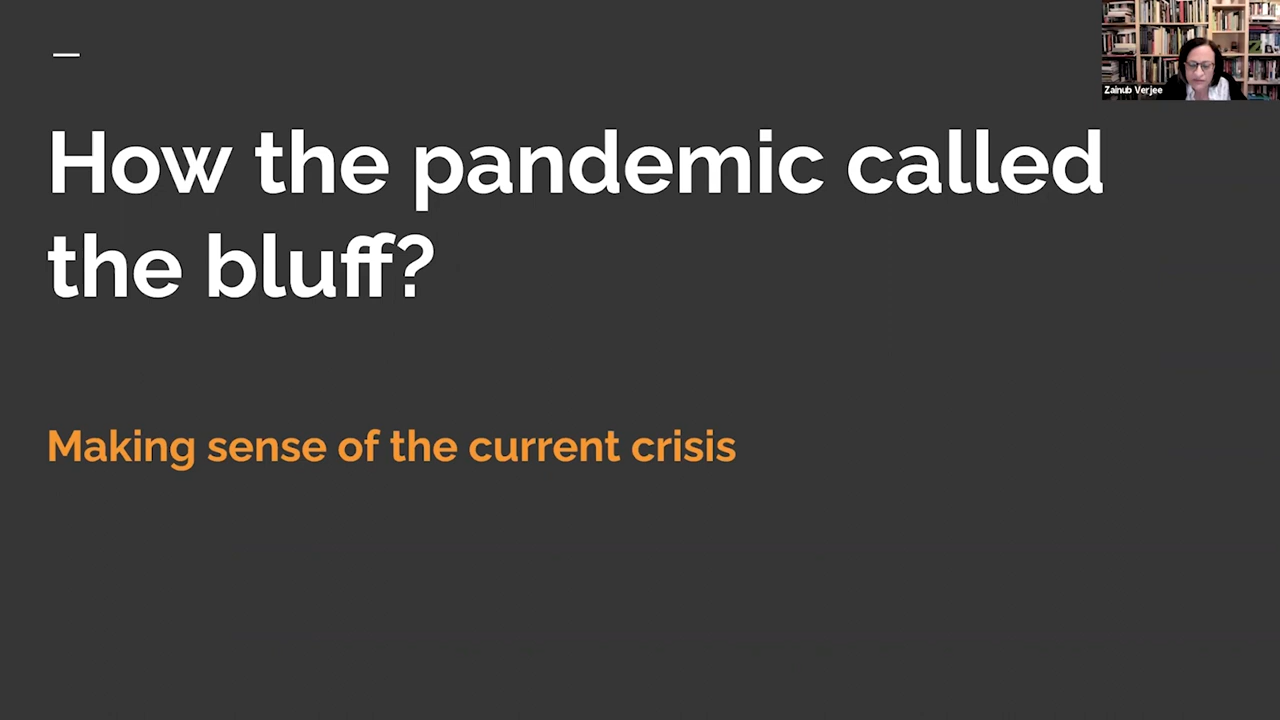 Zainub Verjee
How the pandemic called
the bluff?
Making sense of the current crisis